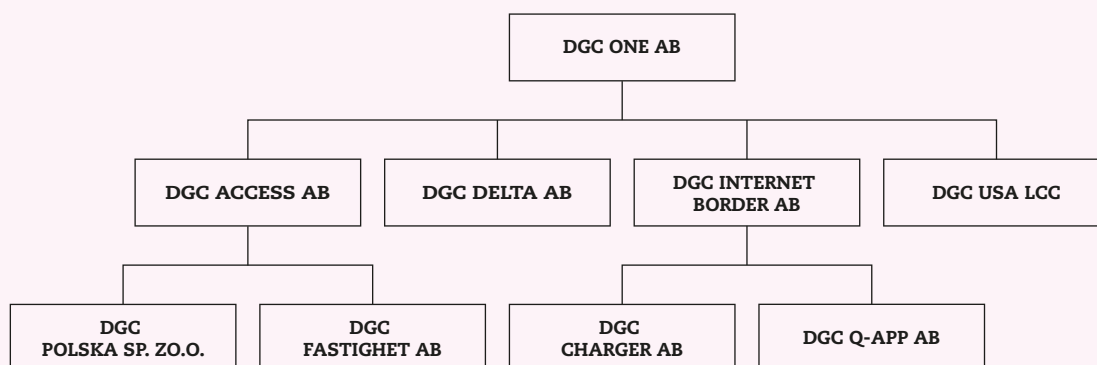 DGC ONE AB
DGC ACCESS AB
DGC DELTA AB
DGC INTERNET
BORDER AB
DGC USA LCC
DGC
POLSKA SP. ZO.O.
DGC
FASTIGHET AB
DGC
CHARGER AB
DGC Q-APP AB